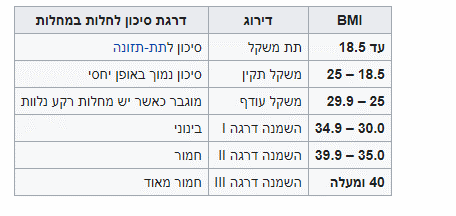 BMI דירוג דרגת סיכון לחלות במחלות
עד 18.5 תת משקל סיכון לתת-תזונה
18.5 – 25 משקל תקין סיכון נמוך באופן יחסי
25 – 29.9 משקל עודף מוגבר כאשר יש מחלות רקע נלוות
30.0 – 34.9 השמנה דרגה I בינוני
35.0 – 39.9 השמנה דרגה II חמור
40 ומעלה השמנה דרגה III חמור מאוד